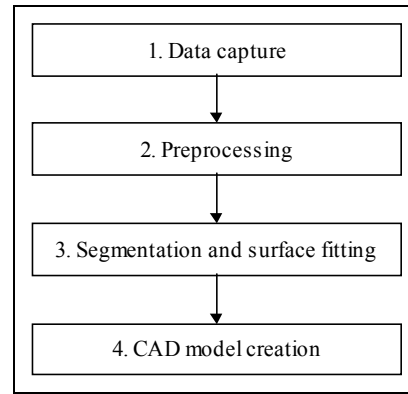 1. Data capture
2. Preprocessing
3. Segmentation and surface fitting
4. CAD model creation